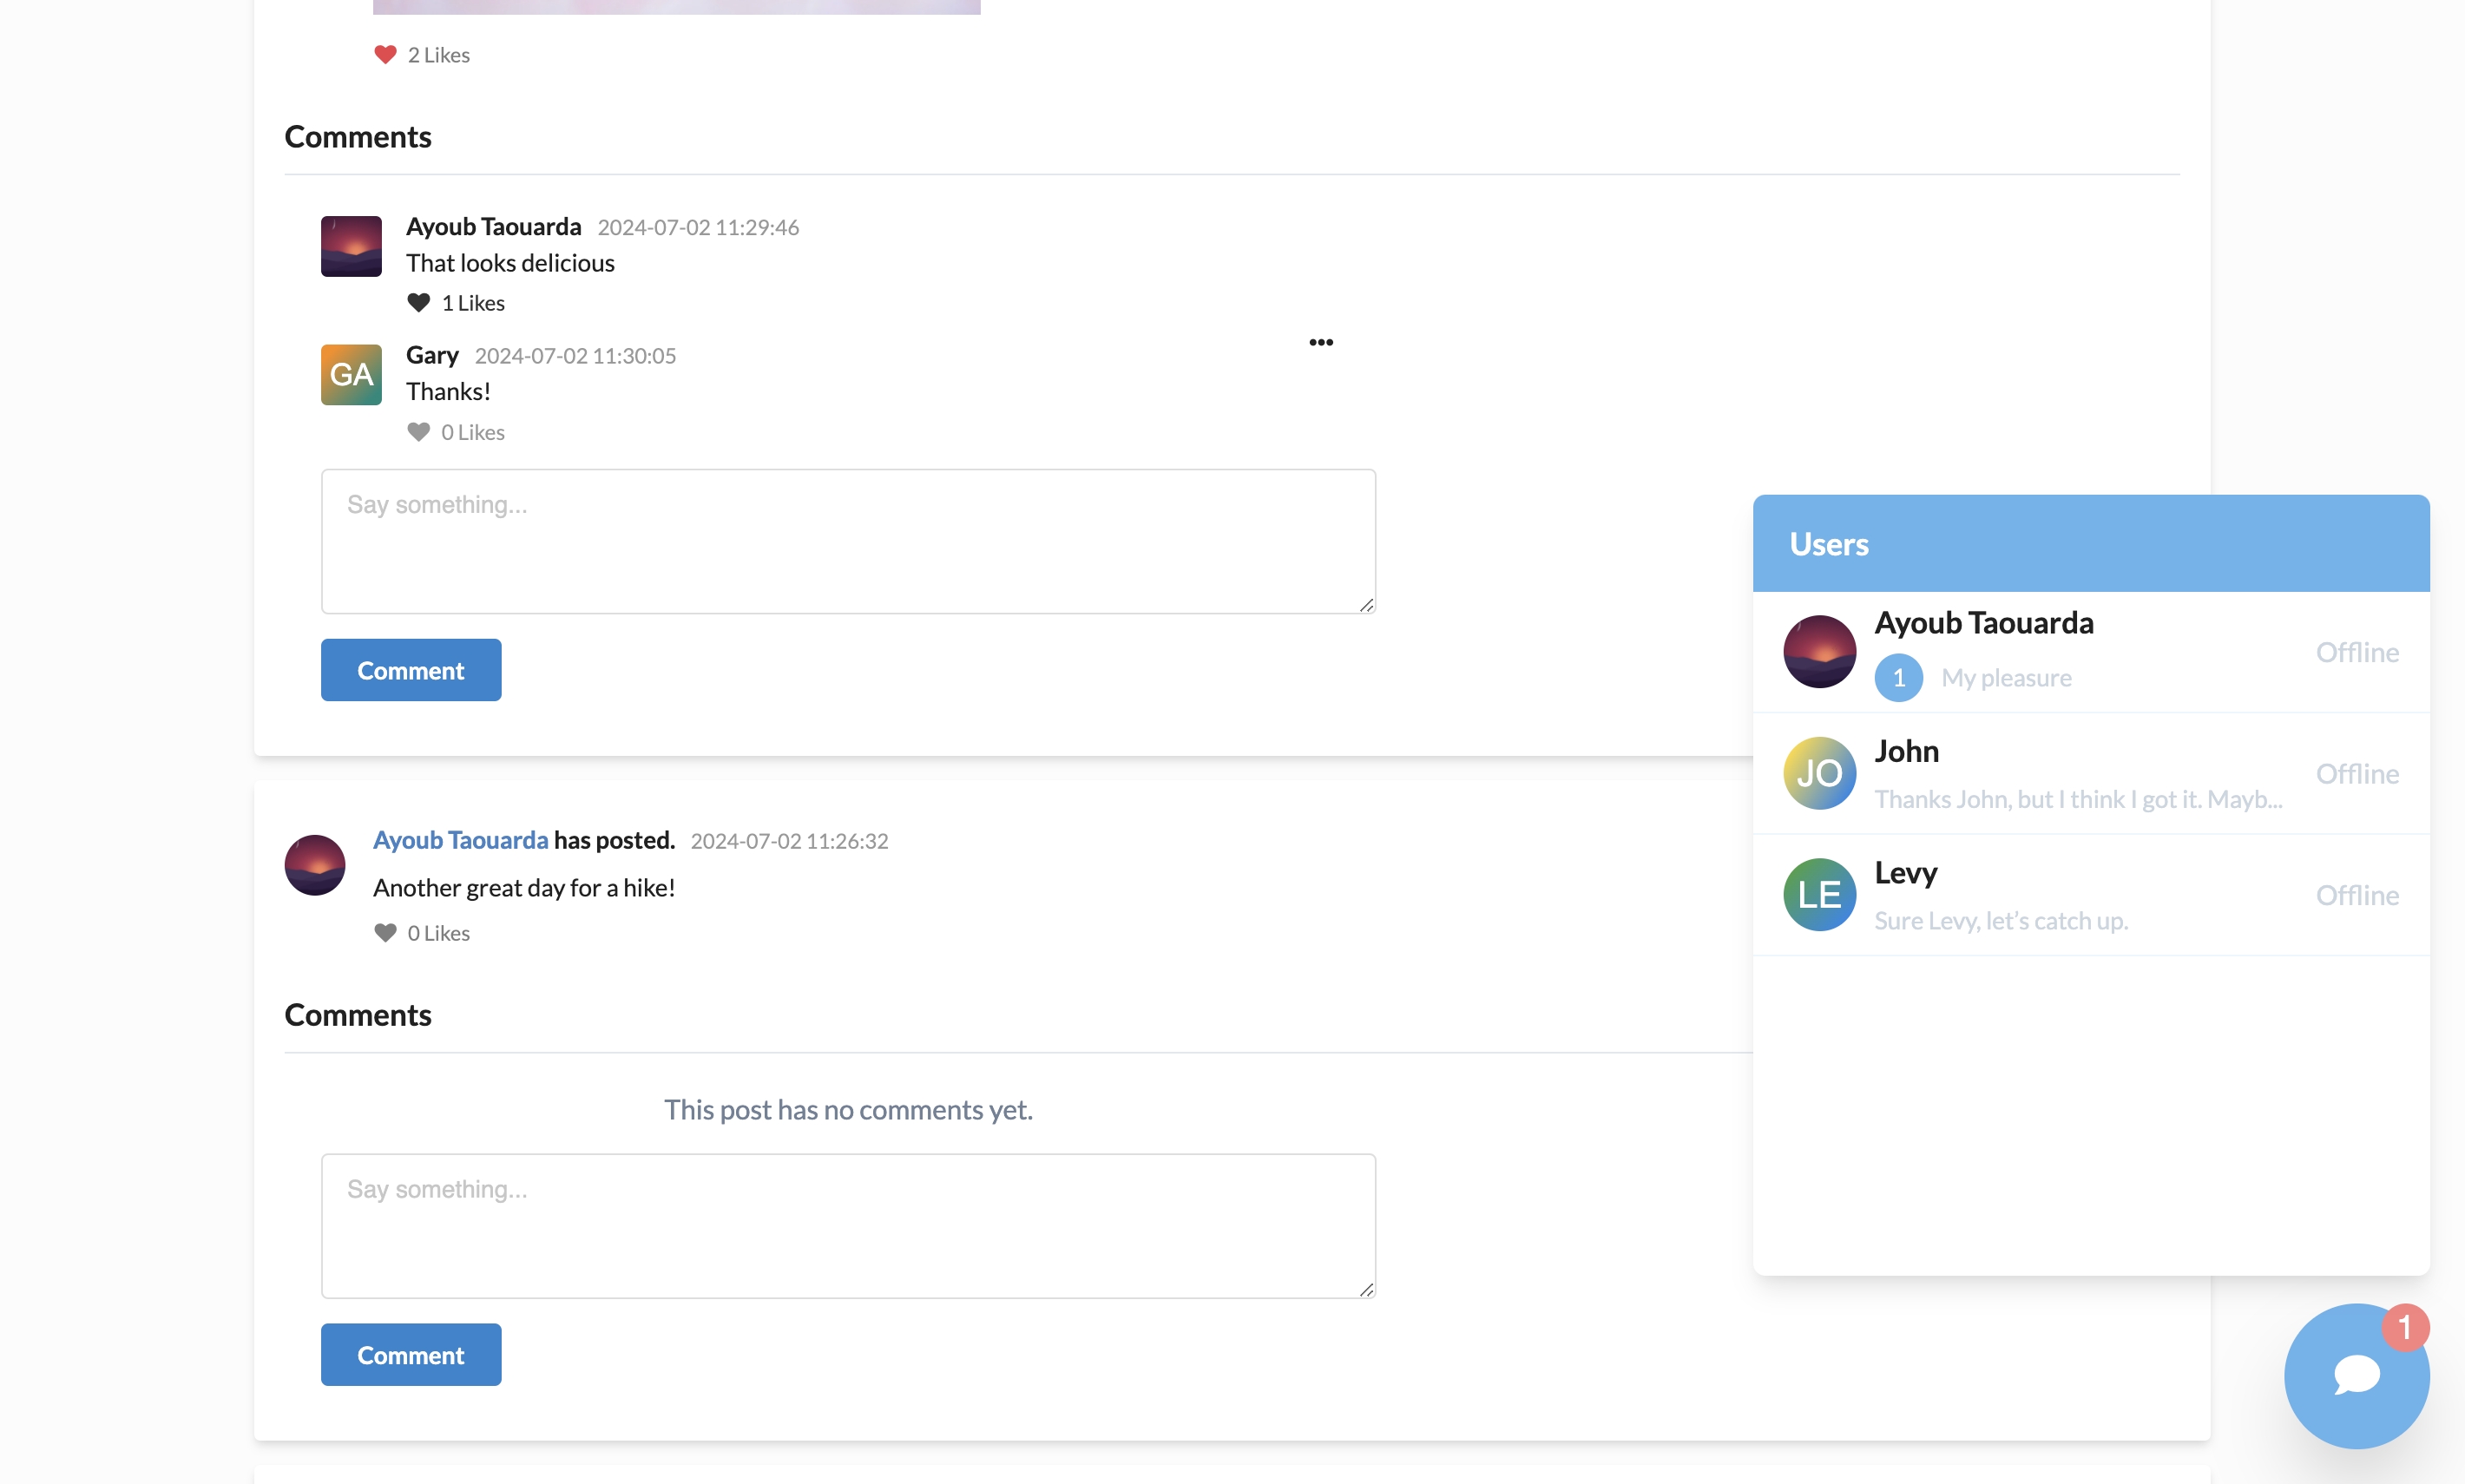 2 Likes
Comments
Ayoub Taouarda 2024-07-02 11:29:46
That looks delicious
1 Likes
GA
Gary 2024-07-02 11:30:05
Thanks!
0 Likes
Say something...
Comment
Ayoub Taouarda has posted. 2024-07-02 11:26:32
Another great day for a hike!
0 Likes
Comments
This post has no comments yet.
Say something...
Comment
Users
Ayoub Taouarda
1 My pleasure
Offline
JO
John
Thanks John, but I think I got it. Mayb...
Offline
LE
Levy
Sure Levy, let’s catch up.
Offline
1